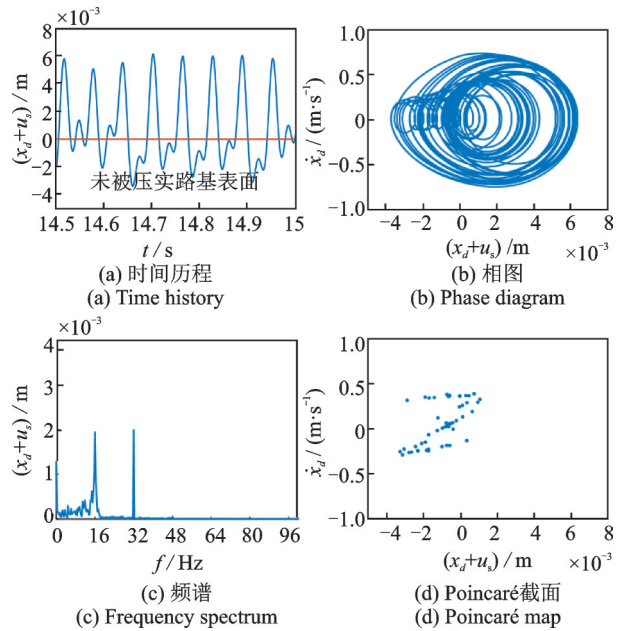 ×10⁻³
8
6
4
2
0
−2
−4
(x_d+u_s) / m
未被压实路基表面
14.5 14.6 14.7 14.8 14.9 15
t / s
(a) 时间历程
(a) Time history
1.0
0.5
0
−0.5
−1.0
ẋ_d / (m·s⁻¹)
−4 −2 0 2 4 6 8
(x_d+u_s) /m ×10⁻³
(b) 相图
(b) Phase diagram
×10⁻³
4
3
2
1
0
(x_d+u_s) / m
0 16 32 48 64 80 96
f / Hz
(c) 频谱
(c) Frequency spectrum
1.0
0.5
0
−0.5
−1.0
ẋ_d / (m·s⁻¹)
−4 −2 0 2 4 6 8
(x_d+u_s) /m ×10⁻³
(d) Poincaré截面
(d) Poincaré map